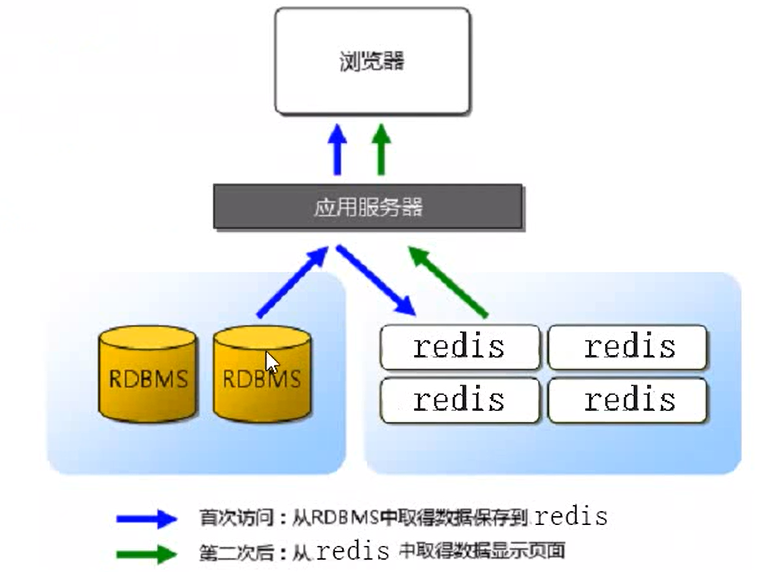 浏览器
应用服务器
RDBMS RDBMS
redis redis
redis redis
首次访问：从RDBMS中取得数据保存到 redis
第二次后：从 redis 中取得数据显示页面